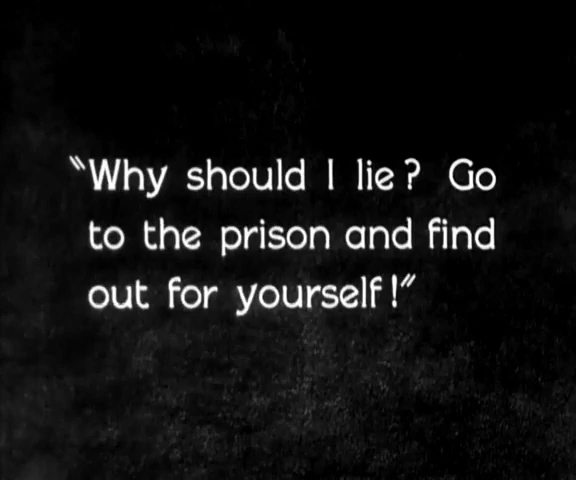 "Why should I lie? Go
to the prison and find
out for yourself!"